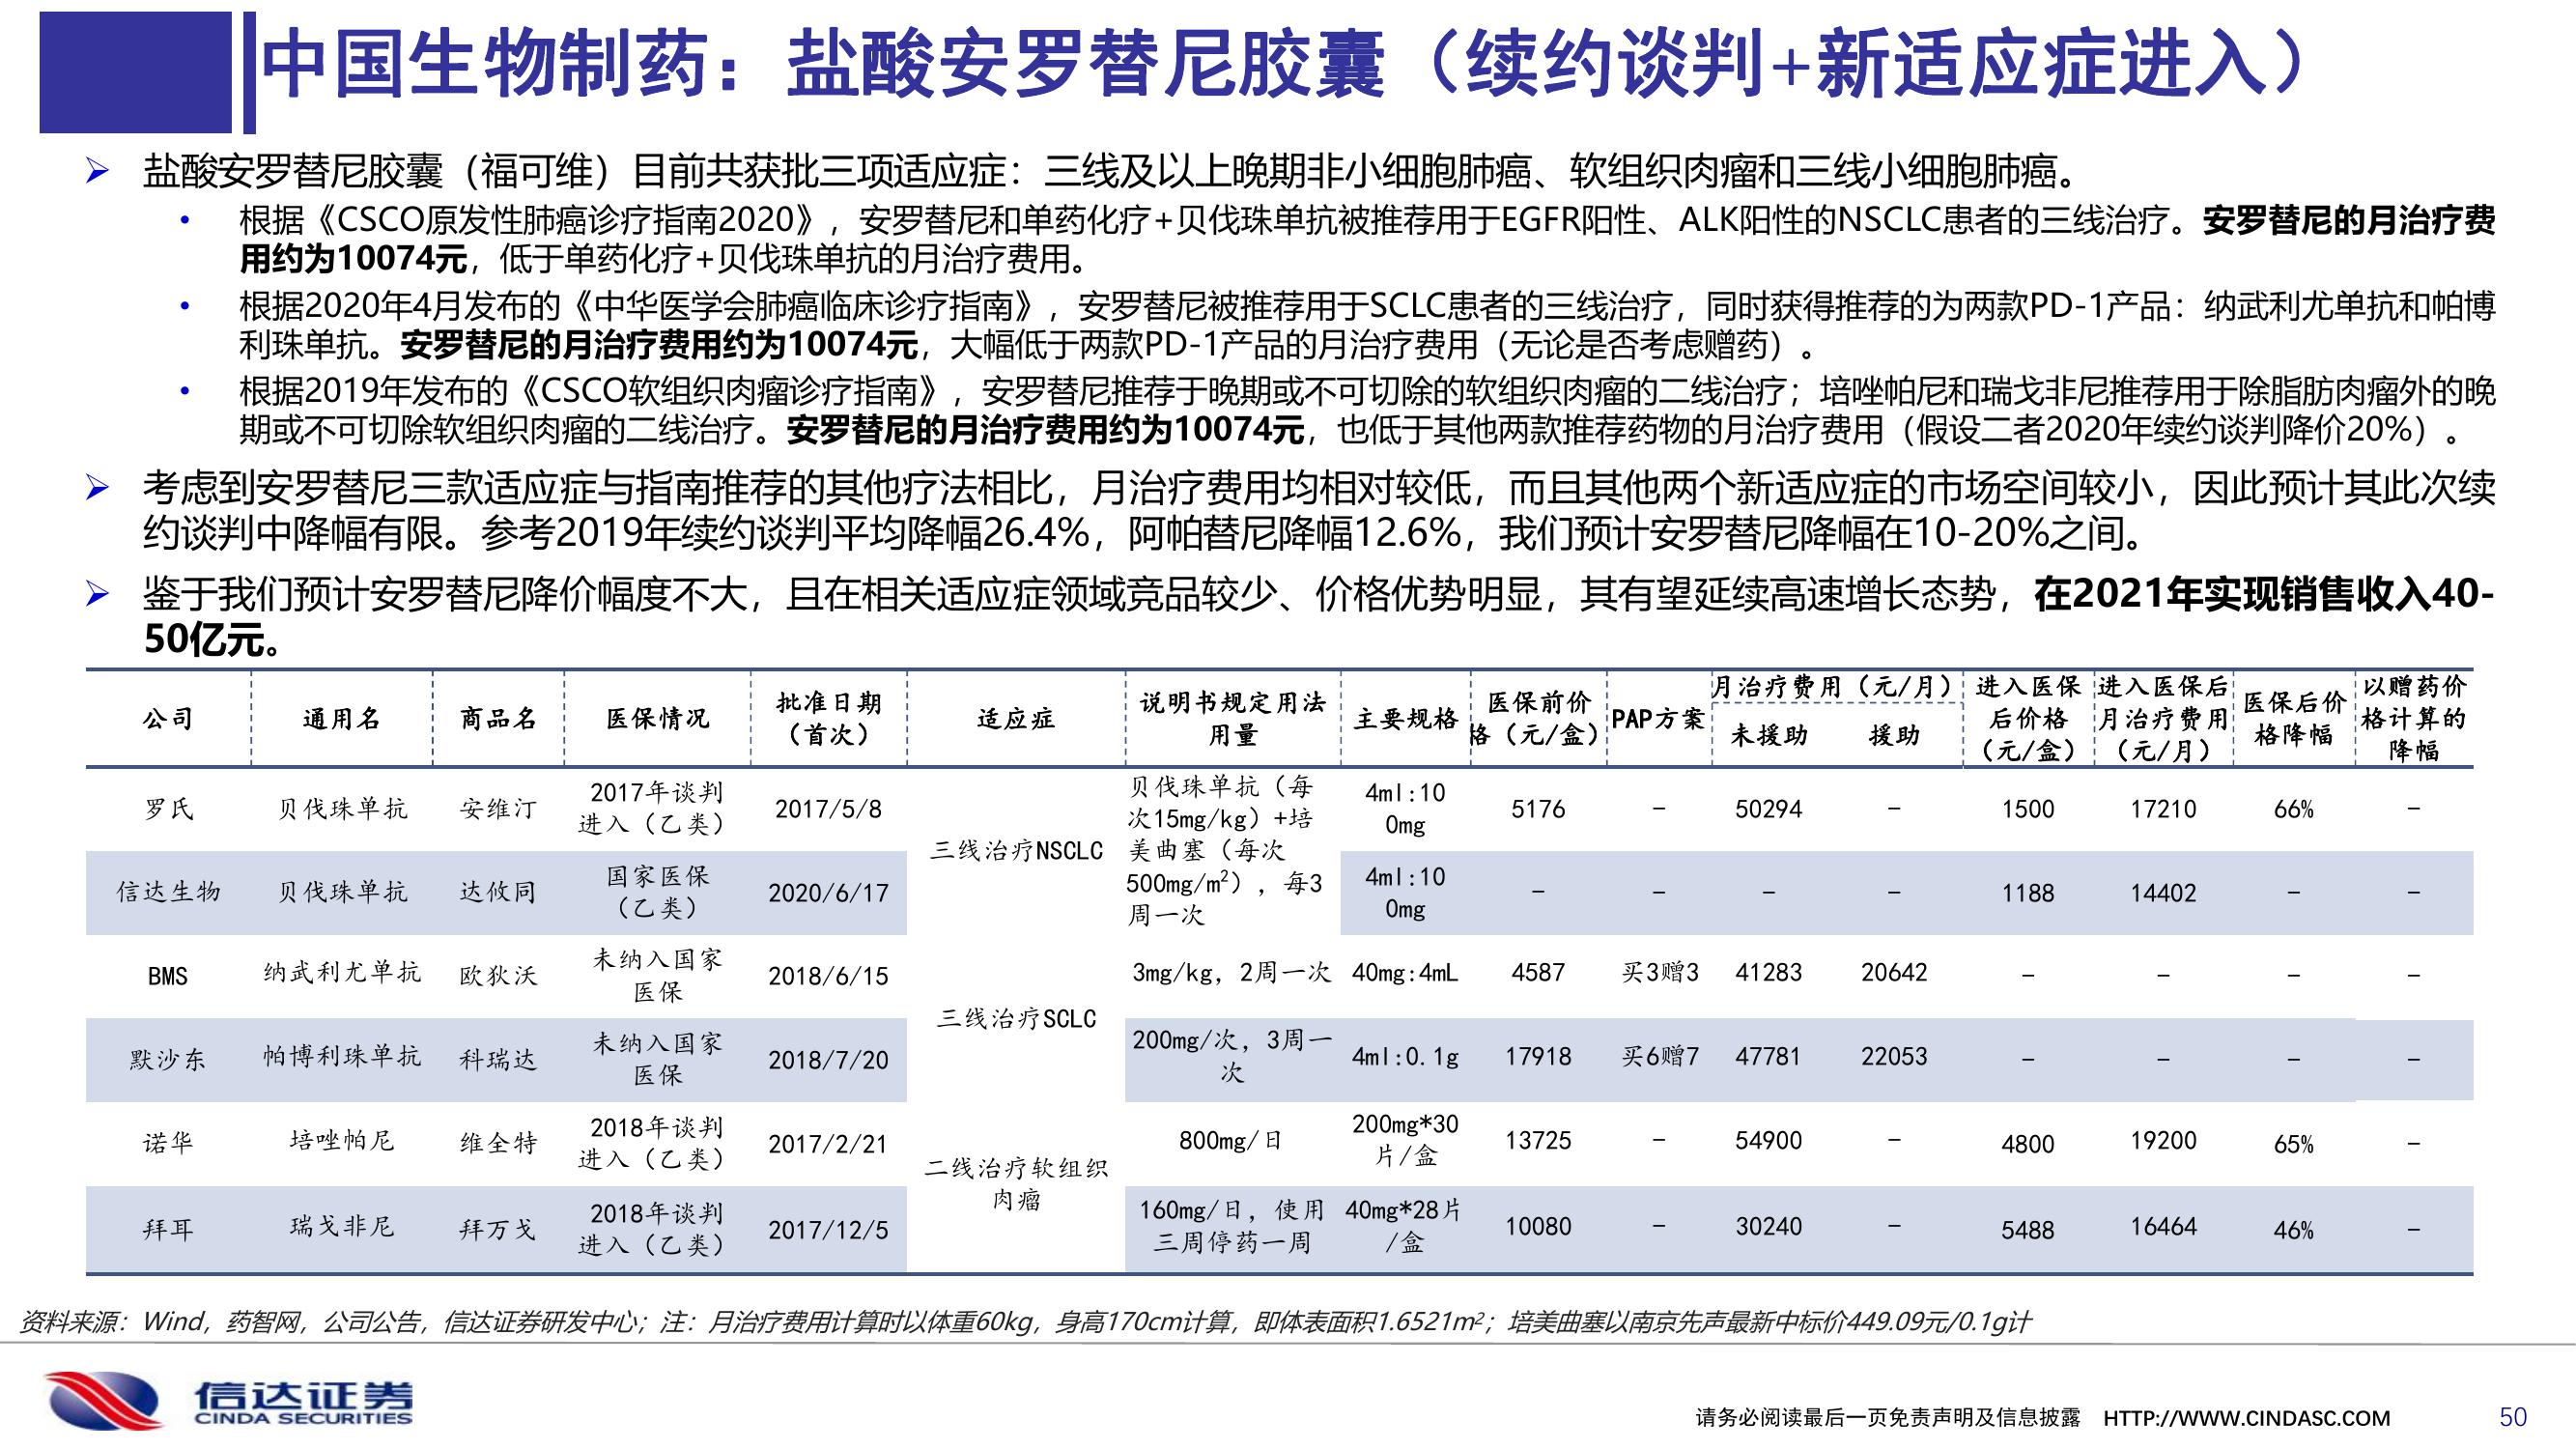 中国生物制药：盐酸安罗替尼胶囊（续约谈判+新适应症进入）
➢ 盐酸安罗替尼胶囊（福可维）目前共获批三项适应症：三线及以上晚期非小细胞肺癌、软组织肉瘤和三线小细胞肺癌。
• 根据《CSCO原发性肺癌诊疗指南2020》，安罗替尼和单药化疗+贝伐珠单抗被推荐用于EGFR阳性、ALK阳性的NSCLC患者的三线治疗。安罗替尼的月治疗费
用约为10074元，低于单药化疗+贝伐珠单抗的月治疗费用。
• 根据2020年4月发布的《中华医学会肺癌临床诊疗指南》，安罗替尼被推荐用于SCLC患者的三线治疗，同时获得推荐的为两款PD-1产品：纳武利尤单抗和帕博
利珠单抗。安罗替尼的月治疗费用约为10074元，大幅低于两款PD-1产品的月治疗费用（无论是否考虑赠药）。
• 根据2019年发布的《CSCO软组织肉瘤诊疗指南》，安罗替尼推荐于晚期或不可切除的软组织肉瘤的二线治疗；培唑帕尼和瑞戈非尼推荐用于除脂肪肉瘤外的晚
期或不可切除软组织肉瘤的二线治疗。安罗替尼的月治疗费用约为10074元，也低于其他两款推荐药物的月治疗费用（假设二者2020年续约谈判降价20%）。
➢ 考虑到安罗替尼三款适应症与指南推荐的其他疗法相比，月治疗费用均相对较低，而且其他两个新适应症的市场空间较小，因此预计其此次续
约谈判中降幅有限。参考2019年续约谈判平均降幅26.4%，阿帕替尼降幅12.6%，我们预计安罗替尼降幅在10-20%之间。
➢ 鉴于我们预计安罗替尼降价幅度不大，且在相关适应症领域竞品较少、价格优势明显，其有望延续高速增长态势，在2021年实现销售收入40-
50亿元。
公司 通用名 商品名 医保情况 批准日期（首次） 适应症 说明书规定用法用量 主要规格 医保前价格（元/盒） PAP方案 月治疗费用（元/月） 未援助 援助 进入医保后价格（元/盒） 进入医保后月治疗费用（元/月） 医保后价格降幅 以赠药价格计算的降幅
罗氏 贝伐珠单抗 安维汀 2017年谈判进入（乙类） 2017/5/8 三线治疗NSCLC 贝伐珠单抗（每次15mg/kg）+培美曲塞（每次500mg/m²），每3周一次 4ml:100mg 5176 - 50294 - 1500 17210 66% -
信达生物 贝伐珠单抗 达攸同 国家医保（乙类） 2020/6/17 4ml:100mg - - - - 1188 14402 - -
BMS 纳武利尤单抗 欧狄沃 未纳入国家医保 2018/6/15 三线治疗SCLC 3mg/kg，2周一次 40mg:4mL 4587 买3赠3 41283 20642 - - - -
默沙东 帕博利珠单抗 科瑞达 未纳入国家医保 2018/7/20 200mg/次，3周一次 4ml:0.1g 17918 买6赠7 47781 22053 - - - -
诺华 培唑帕尼 维全特 2018年谈判进入（乙类） 2017/2/21 二线治疗软组织肉瘤 800mg/日 200mg*30片/盒 13725 - 54900 - 4800 19200 65% -
拜耳 瑞戈非尼 拜万戈 2018年谈判进入（乙类） 2017/12/5 160mg/日，使用三周停药一周 40mg*28片/盒 10080 - 30240 - 5488 16464 46% -
资料来源：Wind，药智网，公司公告，信达证券研发中心；注：月治疗费用计算时以体重60kg，身高170cm计算，即体表面积1.6521m²；培美曲塞以南京先声最新中标价449.09元/0.1g计
信达证券
CINDA SECURITIES
请务必阅读最后一页免责声明及信息披露 HTTP://WWW.CINDASC.COM 50